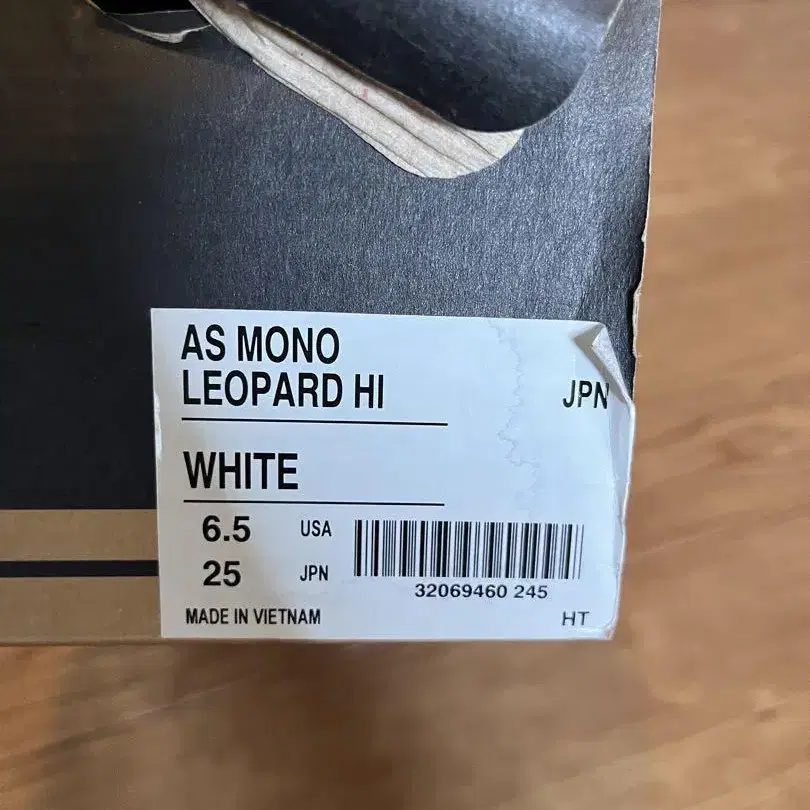 AS MONO
LEOPARD HI JPN
WHITE
6.5 USA
25 JPN
32069460 245
MADE IN VIETNAM HT